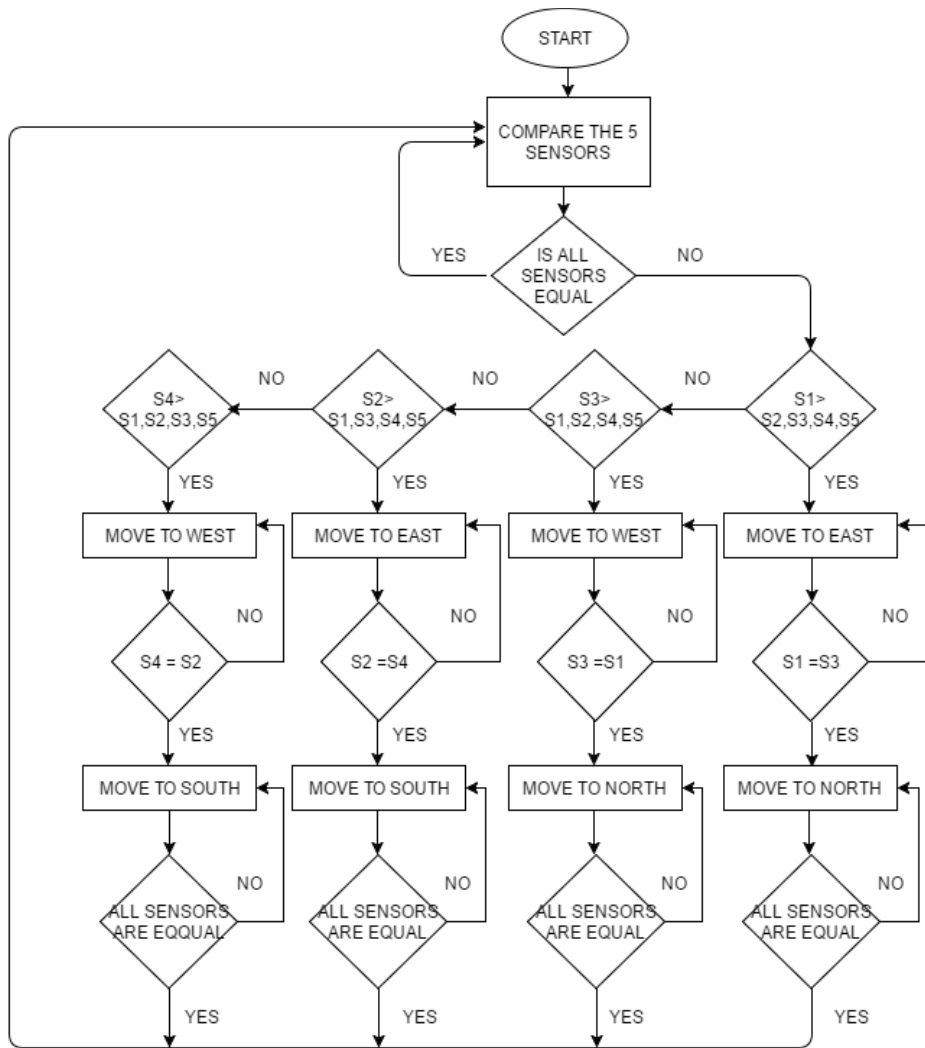 START
COMPARE THE 5
SENSORS
YES
IS ALL
SENSORS
EQUAL
NO
S4>
S1,S2,S3,S5
NO
S2>
S1,S3,S4,S5
NO
S3>
S1,S2,S4,S5
NO
S1>
S2,S3,S4,S5
YES
YES
YES
YES
MOVE TO WEST
MOVE TO EAST
MOVE TO WEST
MOVE TO EAST
NO
NO
NO
NO
S4 = S2
S2 =S4
S3 =S1
S1 =S3
YES
YES
YES
YES
MOVE TO SOUTH
MOVE TO SOUTH
MOVE TO NORTH
MOVE TO NORTH
NO
NO
NO
NO
ALL SENSORS
ARE EQQUAL
ALL SENSORS
ARE EQUAL
ALL SENSORS
ARE EQUAL
ALL SENSORS
ARE EQUAL
YES
YES
YES
YES